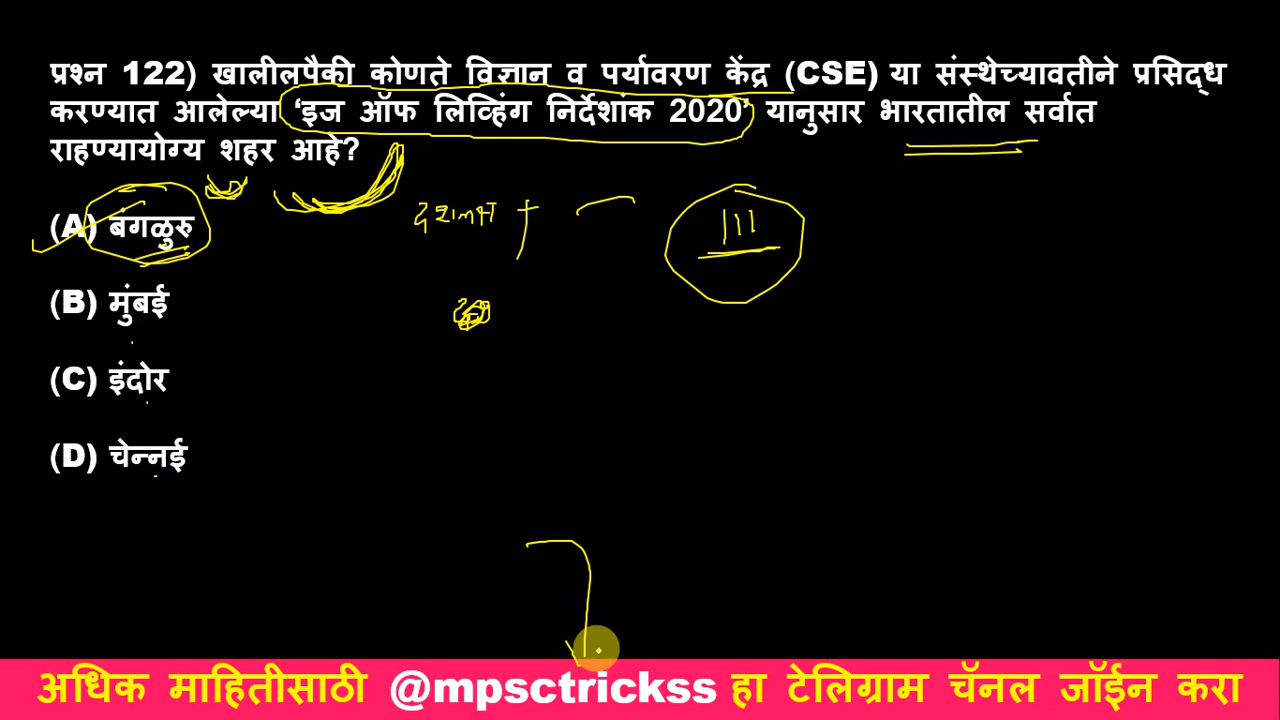 प्रश्न 122) खालीलपैकी कोणते विज्ञान व पर्यावरण केंद्र (CSE) या संस्थेच्यावतीने प्रसिद्ध
करण्यात आलेल्या ‘इज ऑफ लिव्हिंग निर्देशांक 2020’ यानुसार भारतातील सर्वात
राहण्यायोग्य शहर आहे?
(A) बंगळुरु
111
(B) मुंबई
(C) इंदोर
(D) चेन्नई
अधिक माहितीसाठी @mpsctrickss हा टेलिग्राम चॅनल जॉईन करा